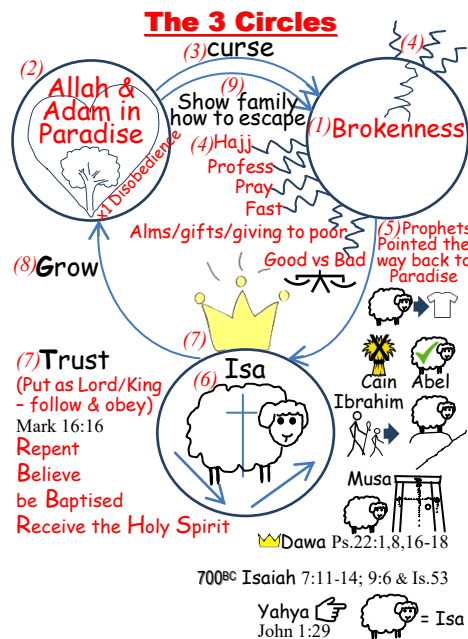 The 3 Circles
(3)curse
(4)
(2)
Allah &
Adam in
Paradise
x1 Disobedience
(9)
Show family
how to escape
(1)Brokenness
(4)Hajj
Profess
Pray
Fast
Alms/gifts/giving to poor
Good vs Bad
(5)Prophets
Pointed the
way back to
Paradise
(8)Grow
(7)
(7)Trust
(Put as Lord/King
– follow & obey)
Mark 16:16
Repent
Believe
be Baptised
Receive the Holy Spirit
Isa
(6)
Cain Abel
Ibrahim
Musa
Dawa Ps.22:1,8,16-18
700BC Isaiah 7:11-14; 9:6 & Is.53
Yahya
John 1:29
= Isa